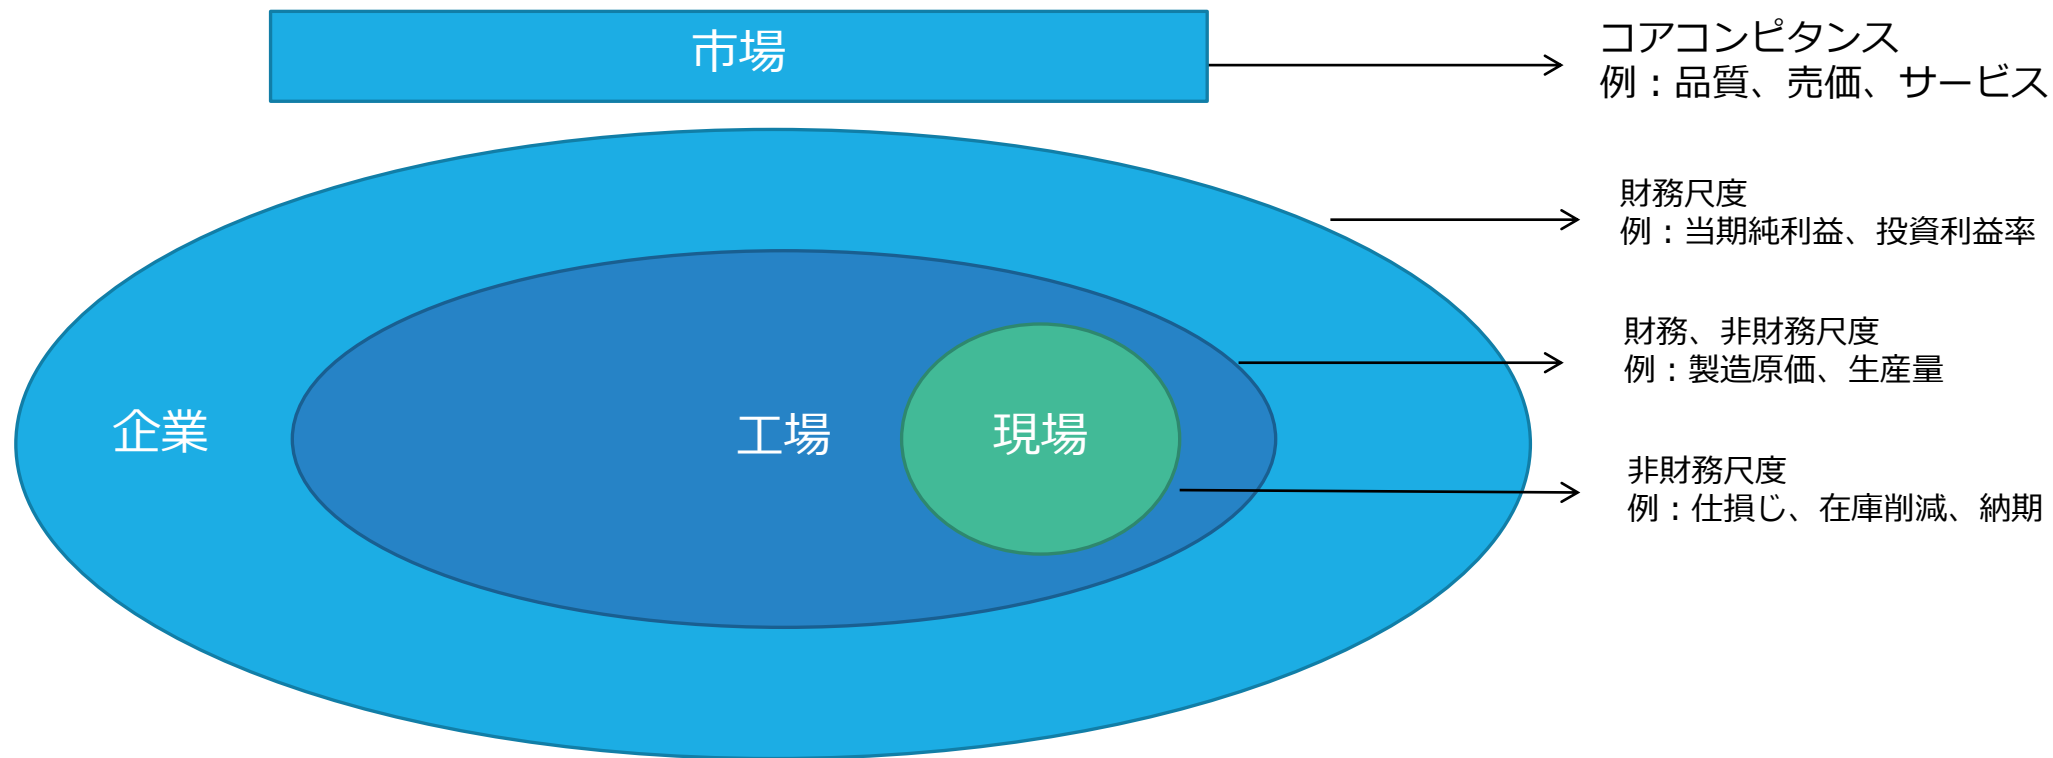 市場
コアコンピタンス
例：品質、売価、サービス
財務尺度
例：当期純利益、投資利益率
財務、非財務尺度
例：製造原価、生産量
企業
工場
現場
非財務尺度
例：仕損じ、在庫削減、納期